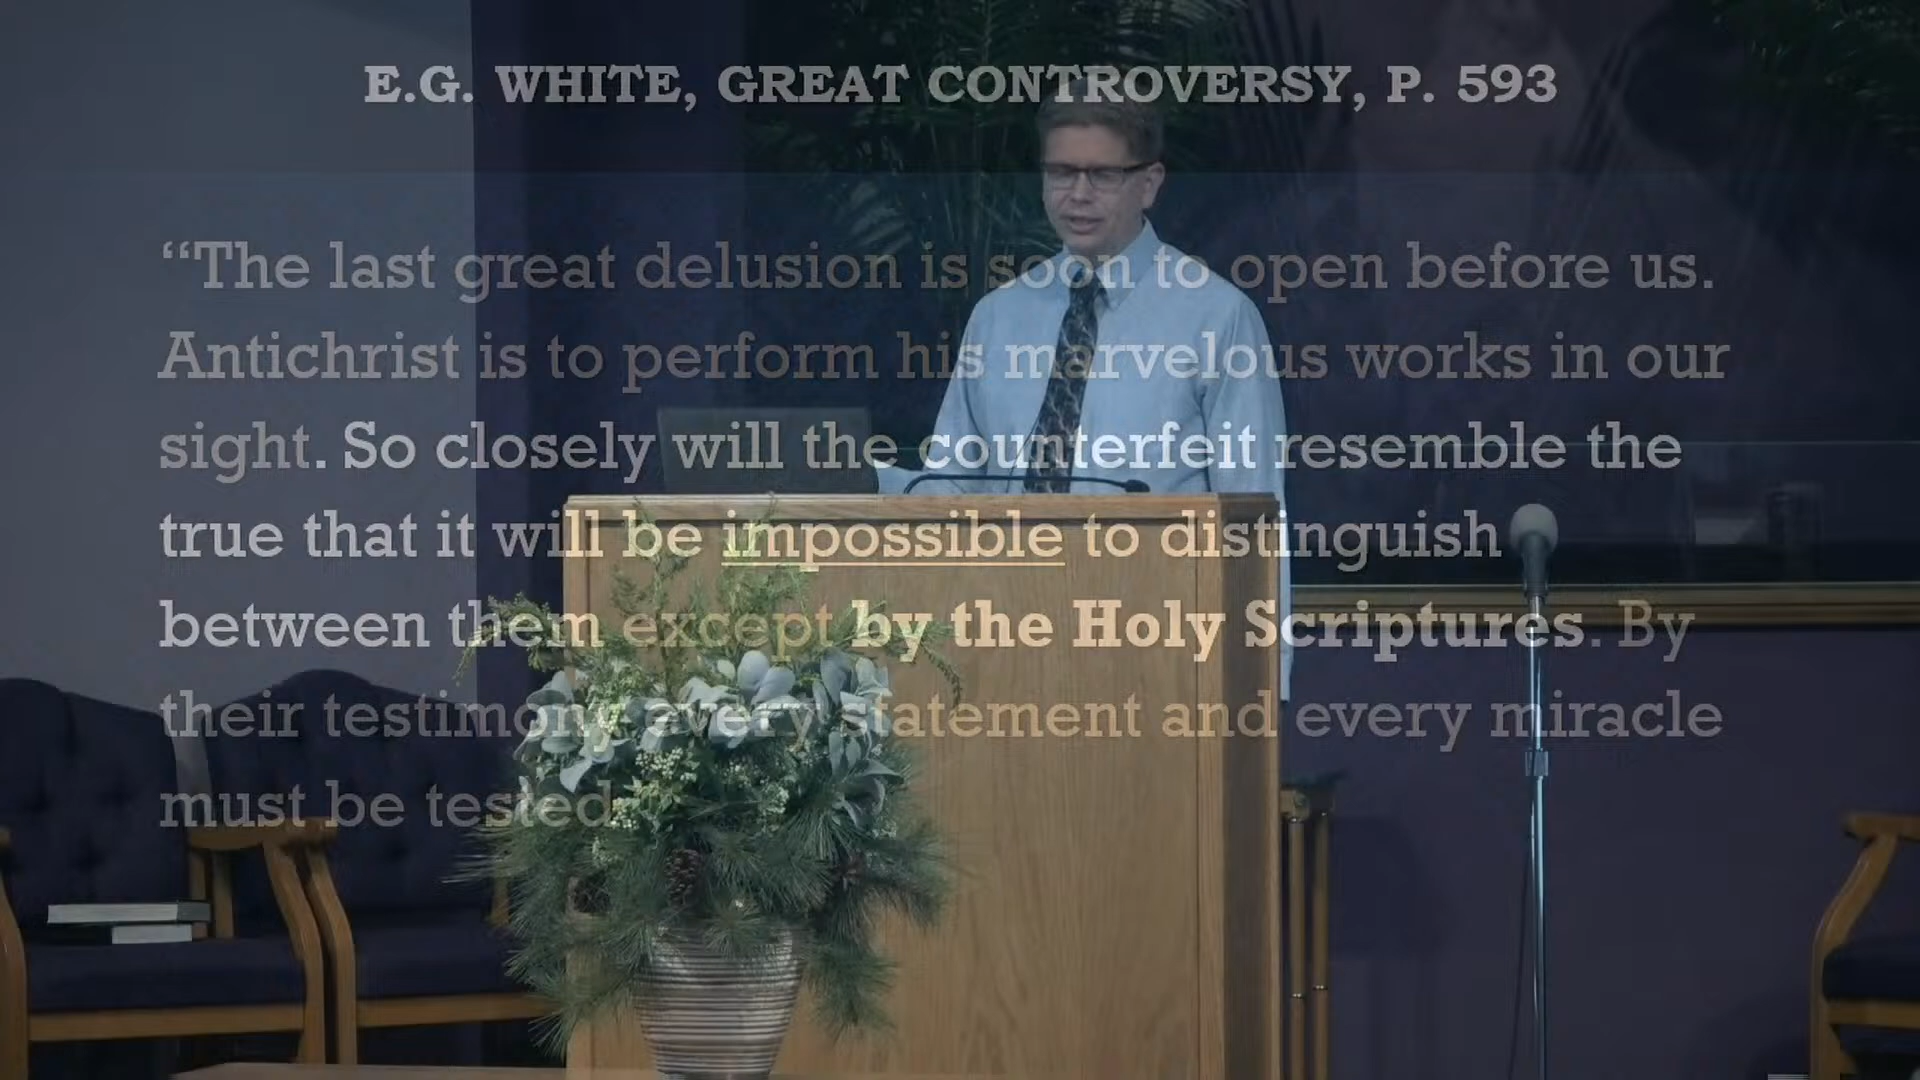 E.G. WHITE, GREAT CONTROVERSY, P. 593
“The last great delusion is soon to open before us.
Antichrist is to perform his marvelous works in our
sight. So closely will the counterfeit resemble the
true that it will be impossible to distinguish
between them except by the Holy Scriptures. By
their testimony every statement and every miracle
must be tested